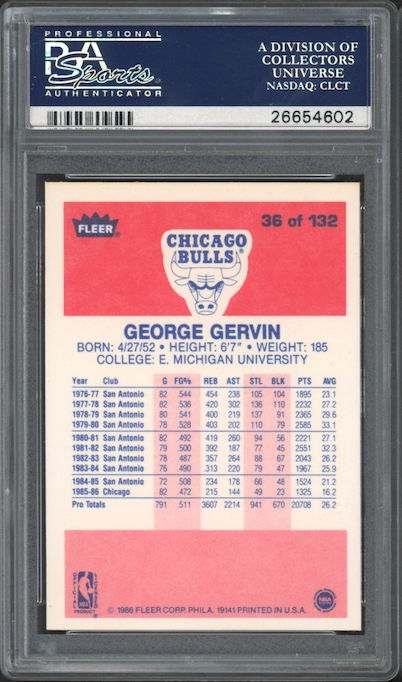 PROFESSIONAL
PSA
Sports
AUTHENTICATOR
A DIVISION OF
COLLECTORS
UNIVERSE
NASDAQ: CLCT
26654602
FLEER®
36 of 132
CHICAGO
BULLS®
GEORGE GERVIN
BORN: 4/27/52 • HEIGHT: 6'7" • WEIGHT: 185
COLLEGE: E. MICHIGAN UNIVERSITY
Year Club G FG% REB AST STL BLK PTS AVG
1976-77 San Antonio 82 .544 454 238 105 104 1895 23.1
1977-78 San Antonio 82 .536 420 302 136 110 2232 27.2
1978-79 San Antonio 80 .541 400 219 137 91 2365 29.6
1979-80 San Antonio 78 .528 403 202 110 79 2585 33.1
1980-81 San Antonio 82 .492 419 260 94 56 2221 27.1
1981-82 San Antonio 79 .500 392 187 77 45 2551 32.3
1982-83 San Antonio 78 .487 357 264 88 67 2043 26.2
1983-84 San Antonio 76 .490 313 220 79 47 1967 25.9
1984-85 San Antonio 72 .508 234 178 66 48 1524 21.2
1985-86 Chicago 82 .472 215 144 49 23 1325 16.2
Pro Totals 791 .511 3607 2214 941 670 20708 26.2
OFFICIAL LICENSED
NBA
PRODUCT
NBA
© 1986 FLEER CORP. PHILA. 19141 PRINTED IN U.S.A.